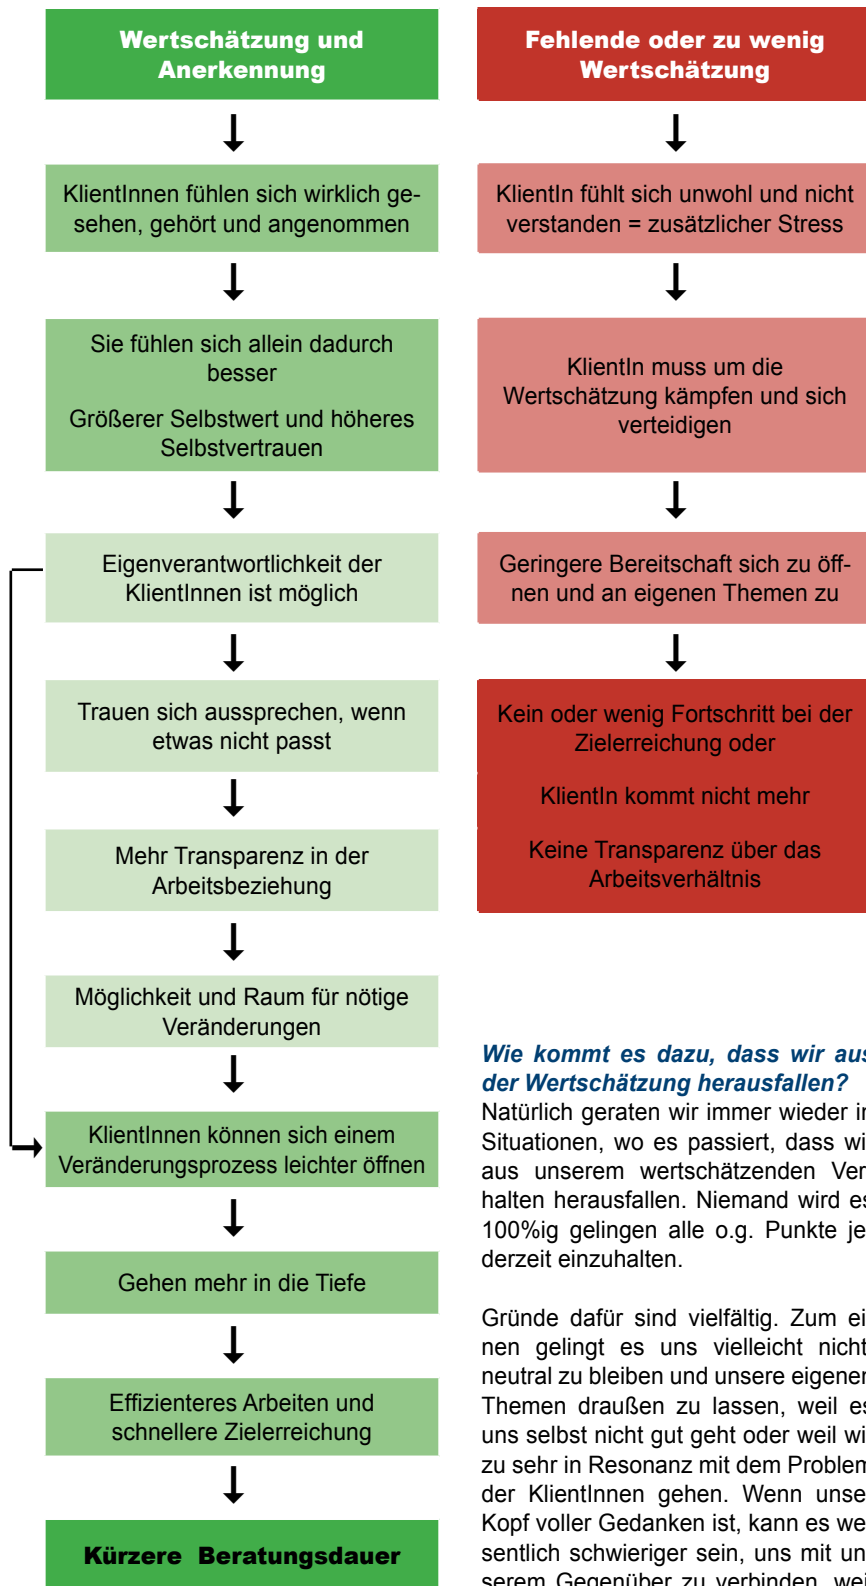 Wertschätzung und
Anerkennung
KlientInnen fühlen sich wirklich ge-
sehen, gehört und angenommen
Sie fühlen sich allein dadurch
besser
Größerer Selbstwert und höheres
Selbstvertrauen
Eigenverantwortlichkeit der
KlientInnen ist möglich
Trauen sich aussprechen, wenn
etwas nicht passt
Mehr Transparenz in der
Arbeitsbeziehung
Möglichkeit und Raum für nötige
Veränderungen
KlientInnen können sich einem
Veränderungsprozess leichter öffnen
Gehen mehr in die Tiefe
Effizienteres Arbeiten und
schnellere Zielerreichung
Kürzere Beratungsdauer
Fehlende oder zu wenig
Wertschätzung
KlientIn fühlt sich unwohl und nicht
verstanden = zusätzlicher Stress
KlientIn muss um die
Wertschätzung kämpfen und sich
verteidigen
Geringere Bereitschaft sich zu öff-
nen und an eigenen Themen zu
Kein oder wenig Fortschritt bei der
Zielerreichung oder
KlientIn kommt nicht mehr
Keine Transparenz über das
Arbeitsverhältnis
Wie kommt es dazu, dass wir aus
der Wertschätzung herausfallen?
Natürlich geraten wir immer wieder in
Situationen, wo es passiert, dass wir
aus unserem wertschätzenden Ver-
halten herausfallen. Niemand wird es
100%ig gelingen alle o.g. Punkte je-
derzeit einzuhalten.
Gründe dafür sind vielfältig. Zum ei-
nen gelingt es uns vielleicht nicht,
neutral zu bleiben und unsere eigenen
Themen draußen zu lassen, weil es
uns selbst nicht gut geht oder weil wir
zu sehr in Resonanz mit dem Problem
der KlientInnen gehen. Wenn unser
Kopf voller Gedanken ist, kann es we-
sentlich schwieriger sein, uns mit un-
serem Gegenüber zu verbinden, weil